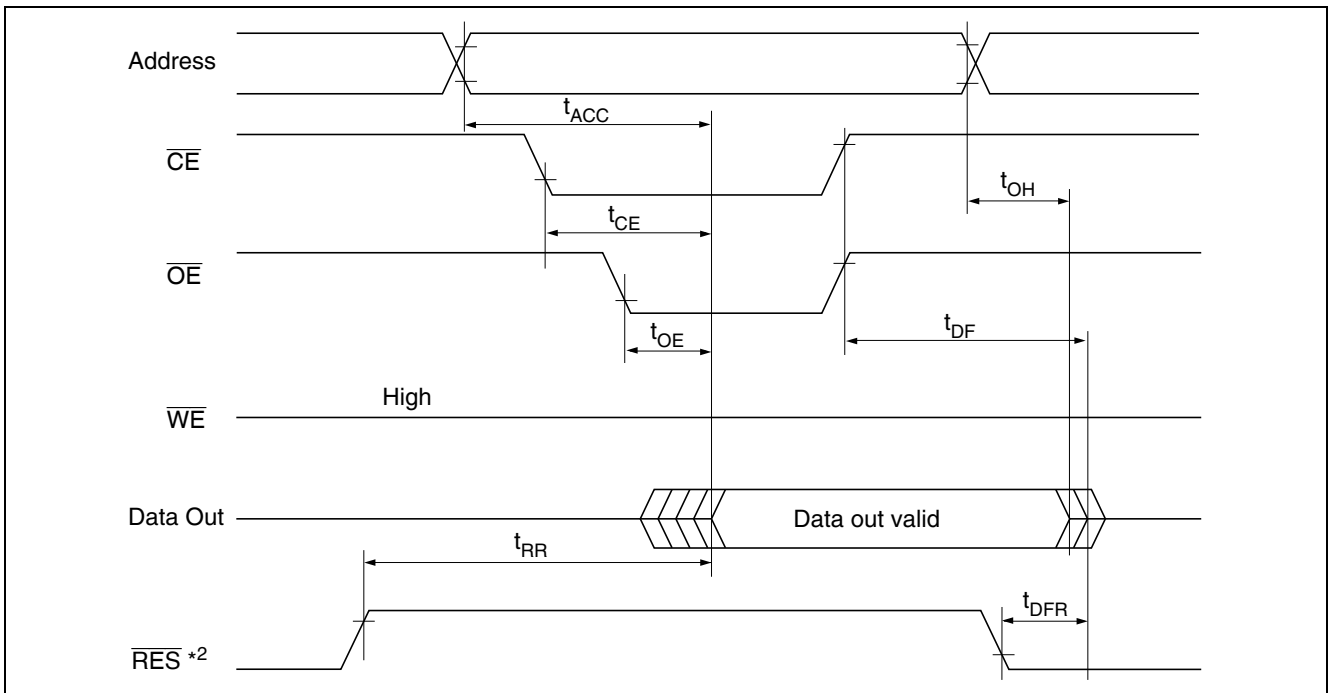 Address
tACC
CE
tOH
tCE
OE
tDF
tOE
High
WE
Data Out
Data out valid
tRR
tDFR
RES *2